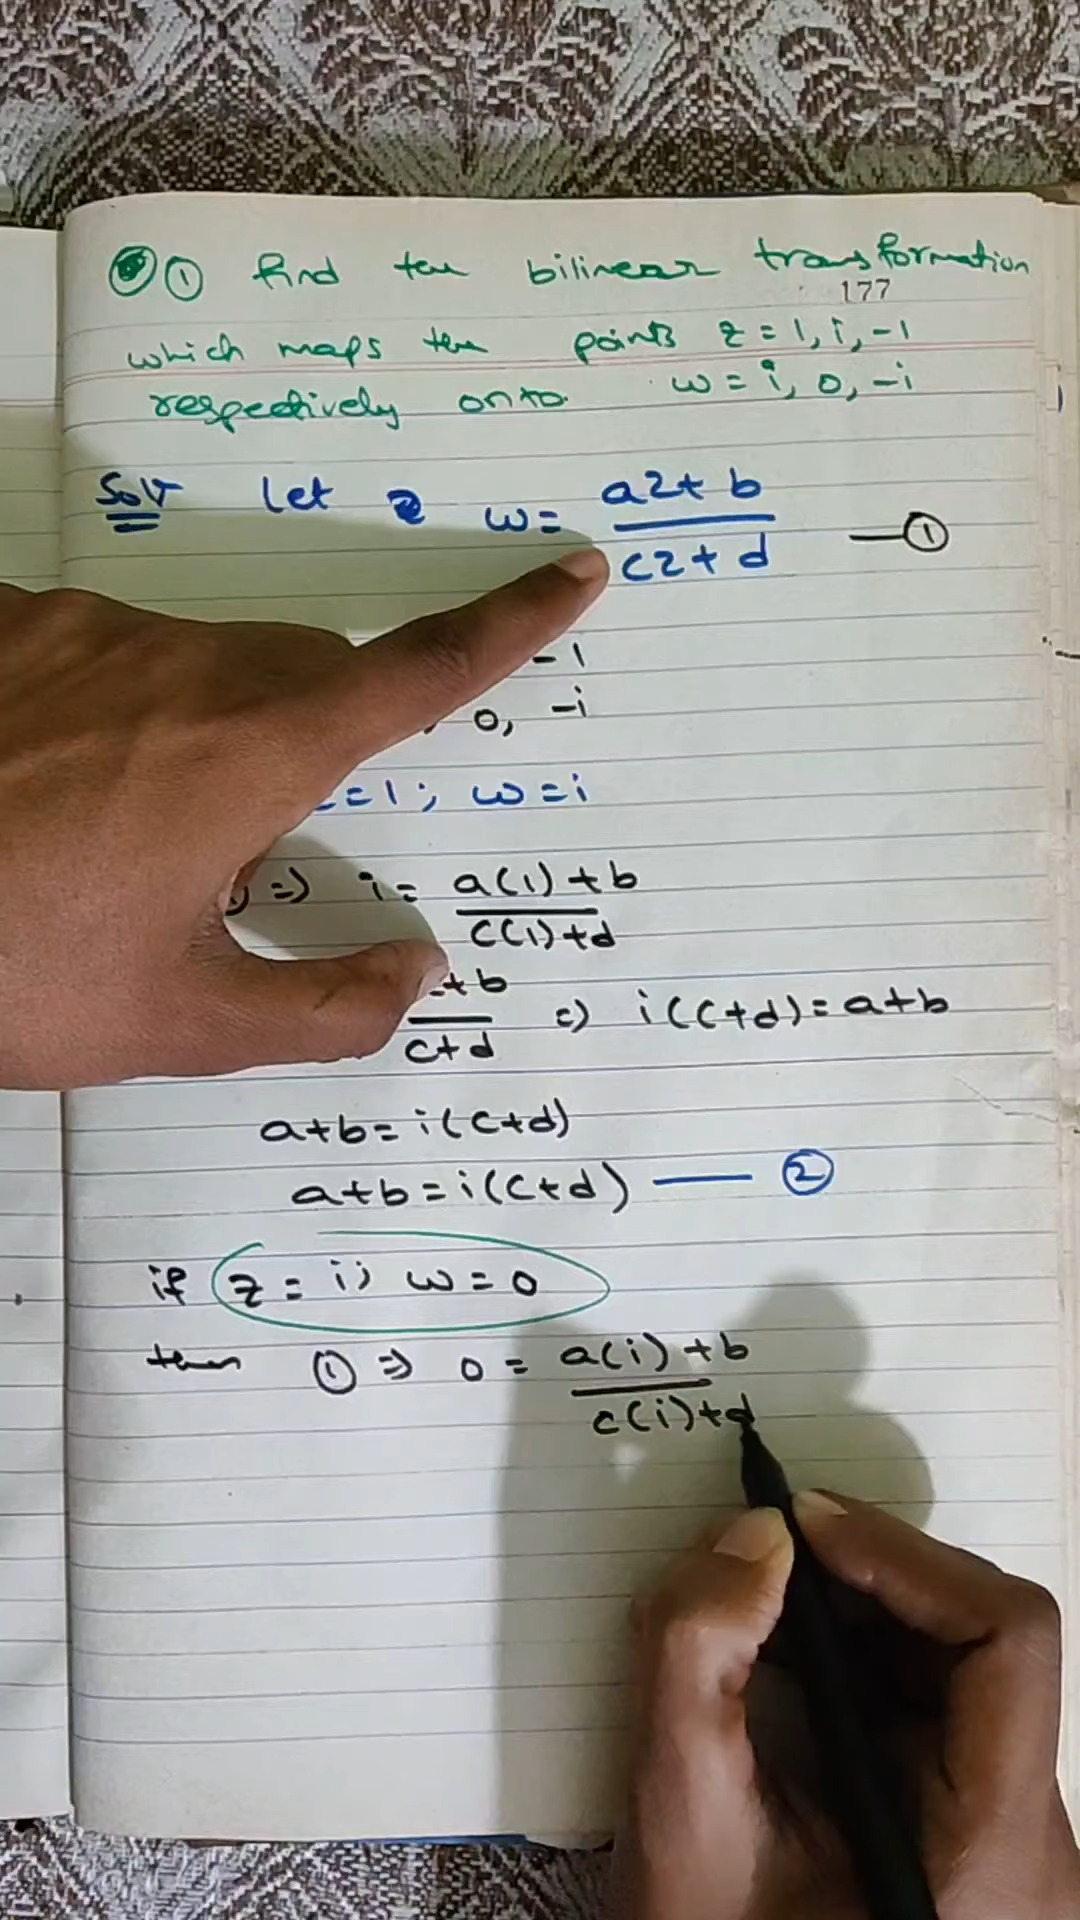 ① find the bilinear transformation
177
which maps the points z = 1, i, -1
respectively onto w = i, 0, -i
Solⁿ Let w = (az + b)/(cz + d) —①
-1
0, -i
=1; w = i
=) i = (a(1) + b)/(c(1)+d)
+ b/(c+d) =) i(c+d) = a+b
a+b = i(c+d)
a+b = i(c+d) — ②
if z = i; w = 0
then ① => 0 = (a(i) + b)/(c(i)+d)